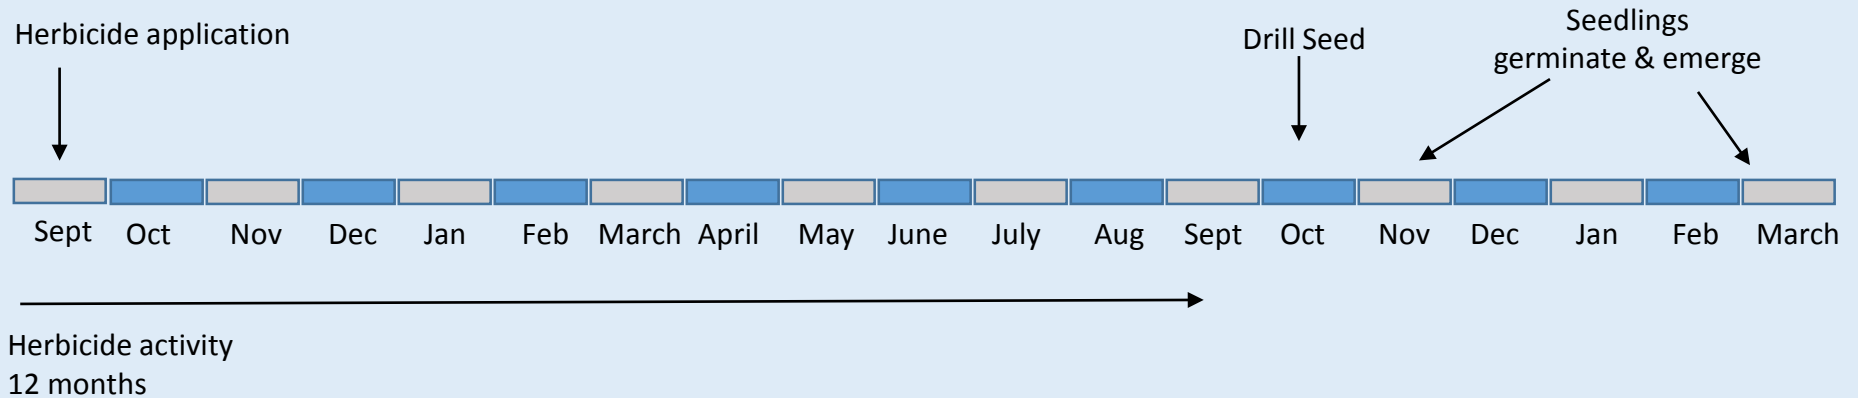 Herbicide application
Drill Seed
Seedlings
germinate & emerge
Sept Oct Nov Dec Jan Feb March April May June July Aug Sept Oct Nov Dec Jan Feb March
Herbicide activity
12 months